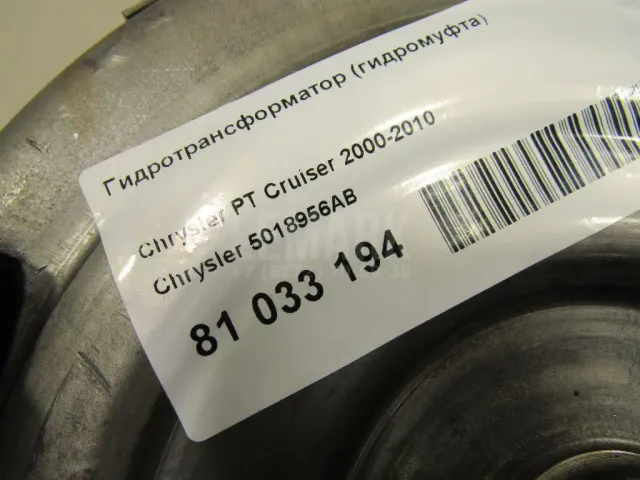 Гидротрансформатор (гидромуфта)
Chrysler PT Cruiser 2000-2010
Chrysler 5018956AB
81 033 194